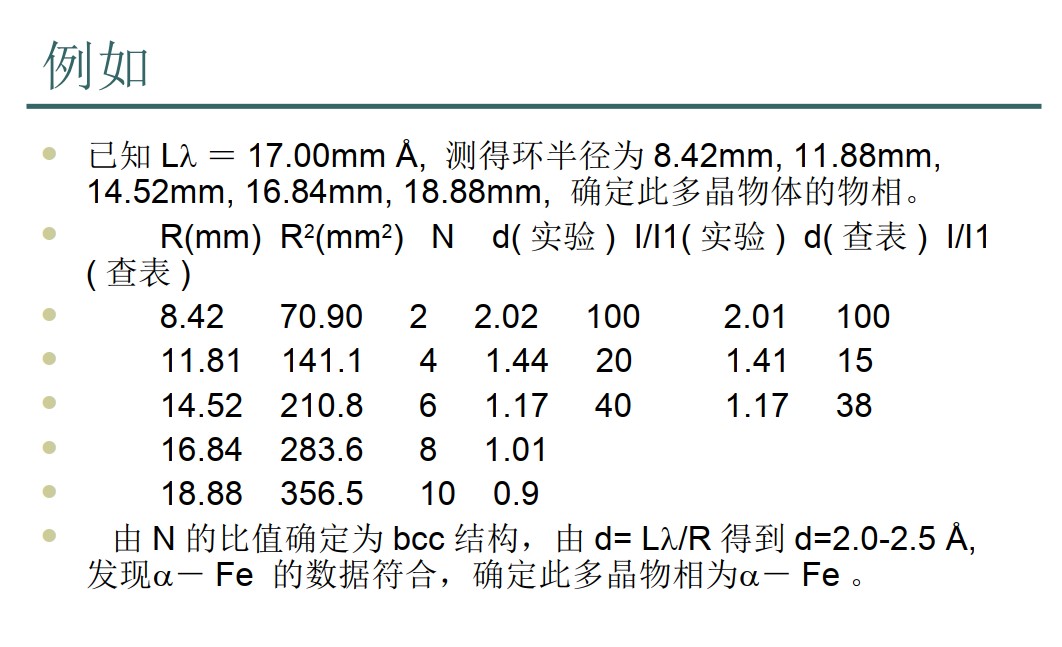 例如
已知 Lλ ＝ 17.00mm Å, 测得环半径为 8.42mm, 11.88mm,
14.52mm, 16.84mm, 18.88mm, 确定此多晶物体的物相。
R(mm) R²(mm²) N d( 实验 ) I/I1( 实验 ) d( 查表 ) I/I1
( 查表 )
8.42 70.90 2 2.02 100 2.01 100
11.81 141.1 4 1.44 20 1.41 15
14.52 210.8 6 1.17 40 1.17 38
16.84 283.6 8 1.01
18.88 356.5 10 0.9
由 N 的比值确定为 bcc 结构，由 d= Lλ/R 得到 d=2.0-2.5 Å,
发现α－ Fe 的数据符合，确定此多晶物相为α－ Fe 。